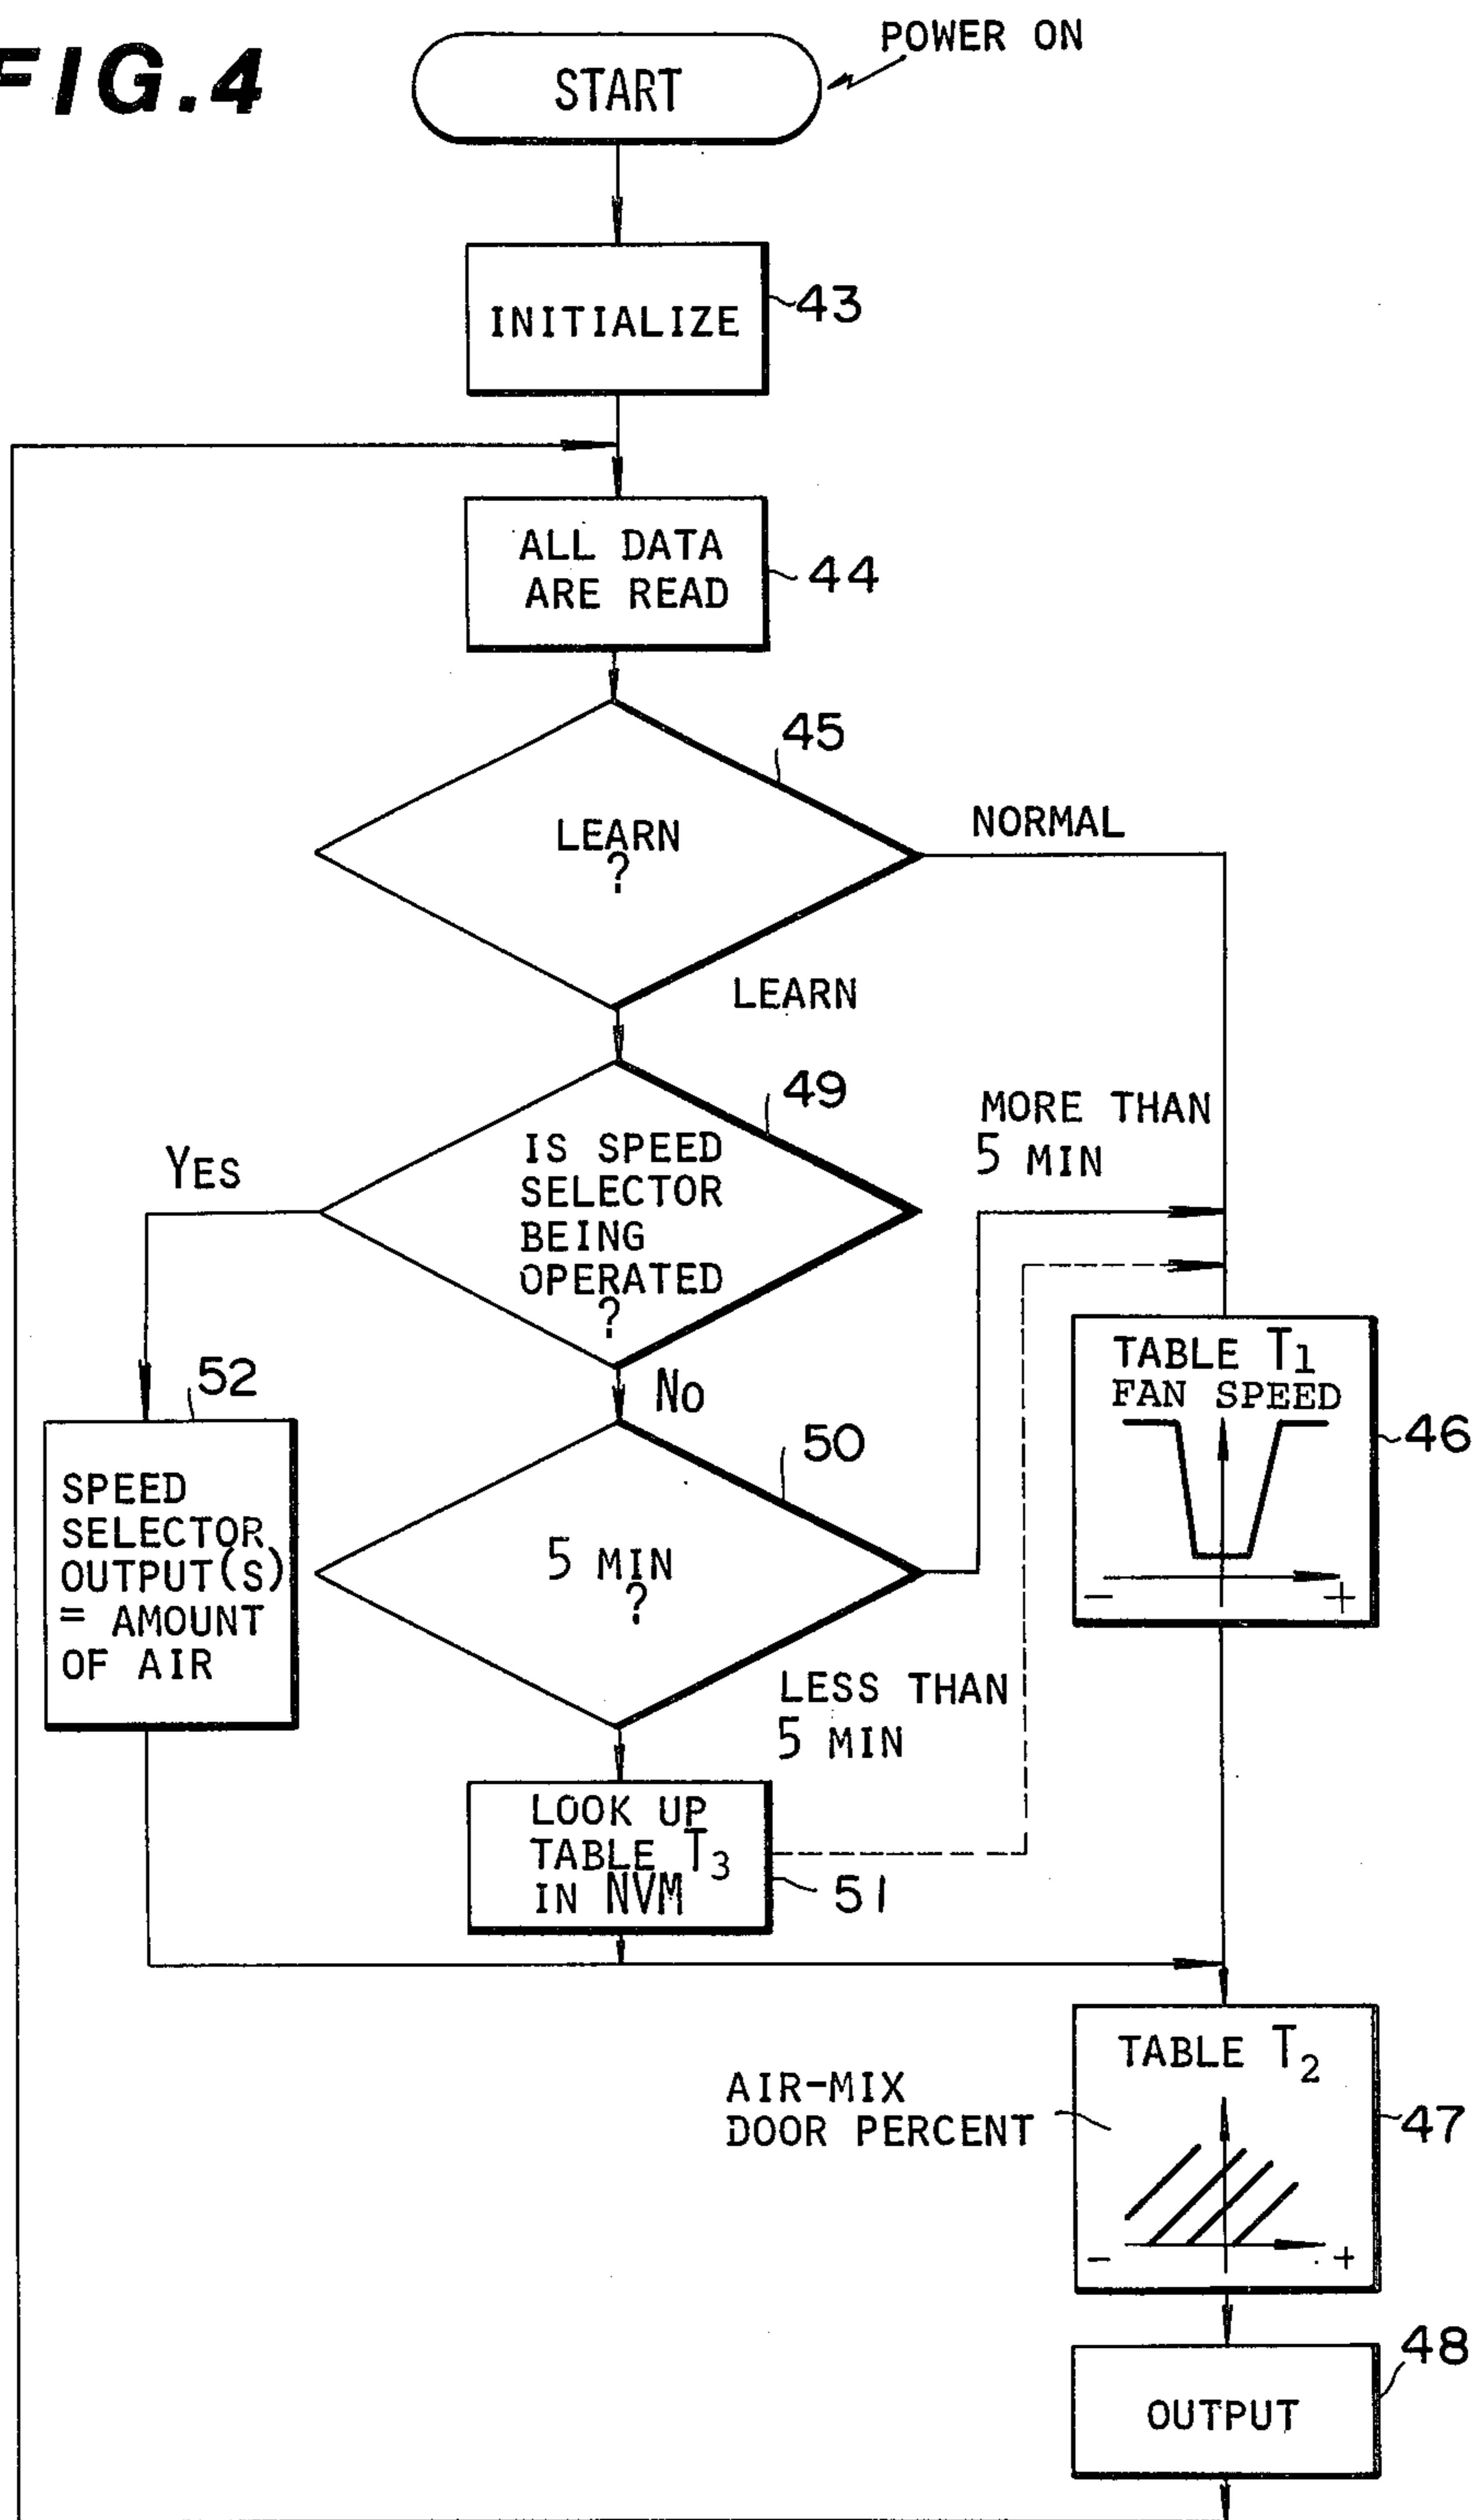 FIG.4
POWER ON
START
INITIALIZE
43
ALL DATA
ARE READ
44
45
LEARN
?
NORMAL
LEARN
49
IS SPEED
SELECTOR
BEING
OPERATED
?
MORE THAN
5 MIN
YES
NO
52
SPEED
SELECTOR
OUTPUT(S)
= AMOUNT
OF AIR
50
5 MIN
?
TABLE T1
FAN SPEED
- +
46
LESS THAN
5 MIN
LOOK UP
TABLE T3
IN NVM
51
TABLE T2
- +
AIR-MIX
DOOR PERCENT
47
48
OUTPUT